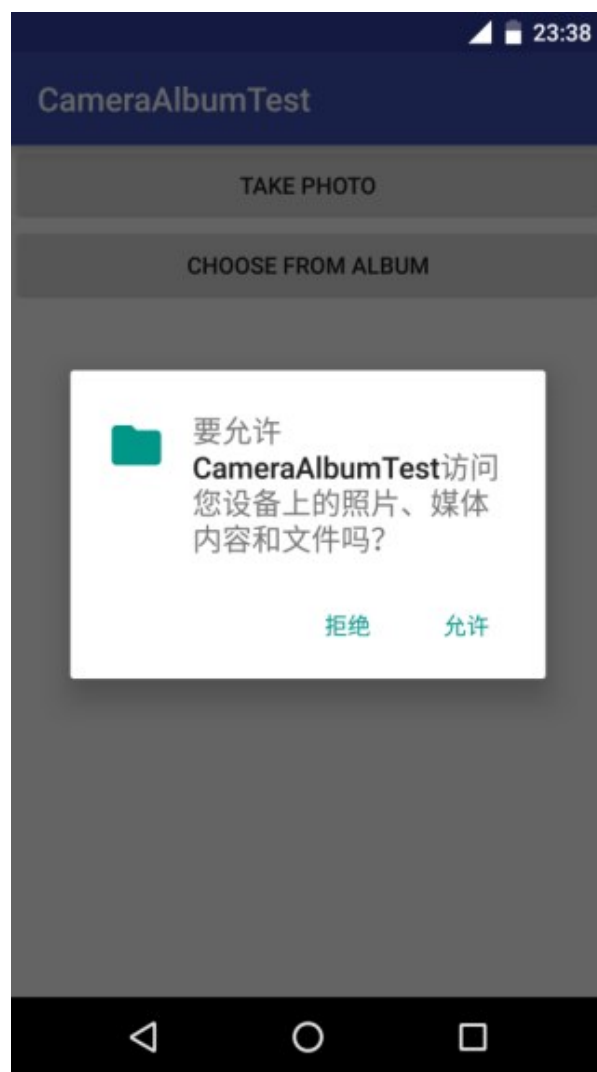 23:38
CameraAlbumTest
TAKE PHOTO
CHOOSE FROM ALBUM
要允许
CameraAlbumTest访问
您设备上的照片、媒体
内容和文件吗?
拒绝 允许